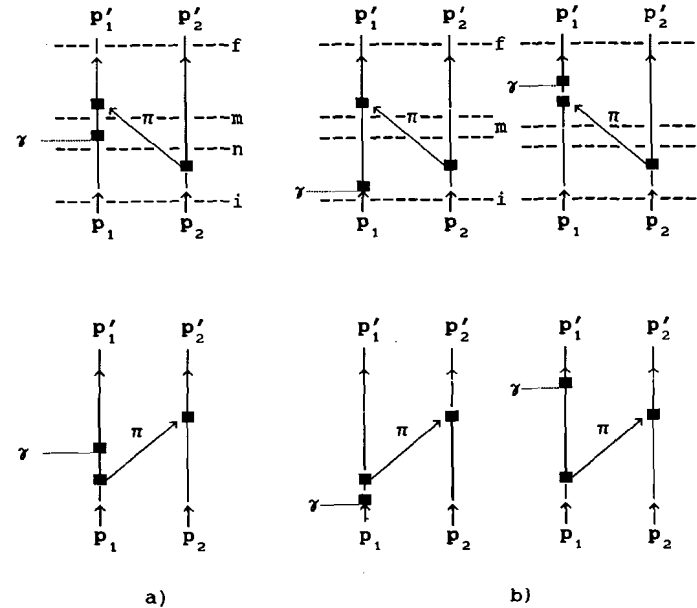 p′₁ p′₂ p′₁ p′₂ p′₁ p′₂
f f
γ π m π m γ π
n
γ
i i
p₁ p₂ p₁ p₂ p₁ p₂
p′₁ p′₂ p′₁ p′₂ p′₁ p′₂
γ
γ π π π
γ
p₁ p₂ p₁ p₂ p₁ p₂
a) b)